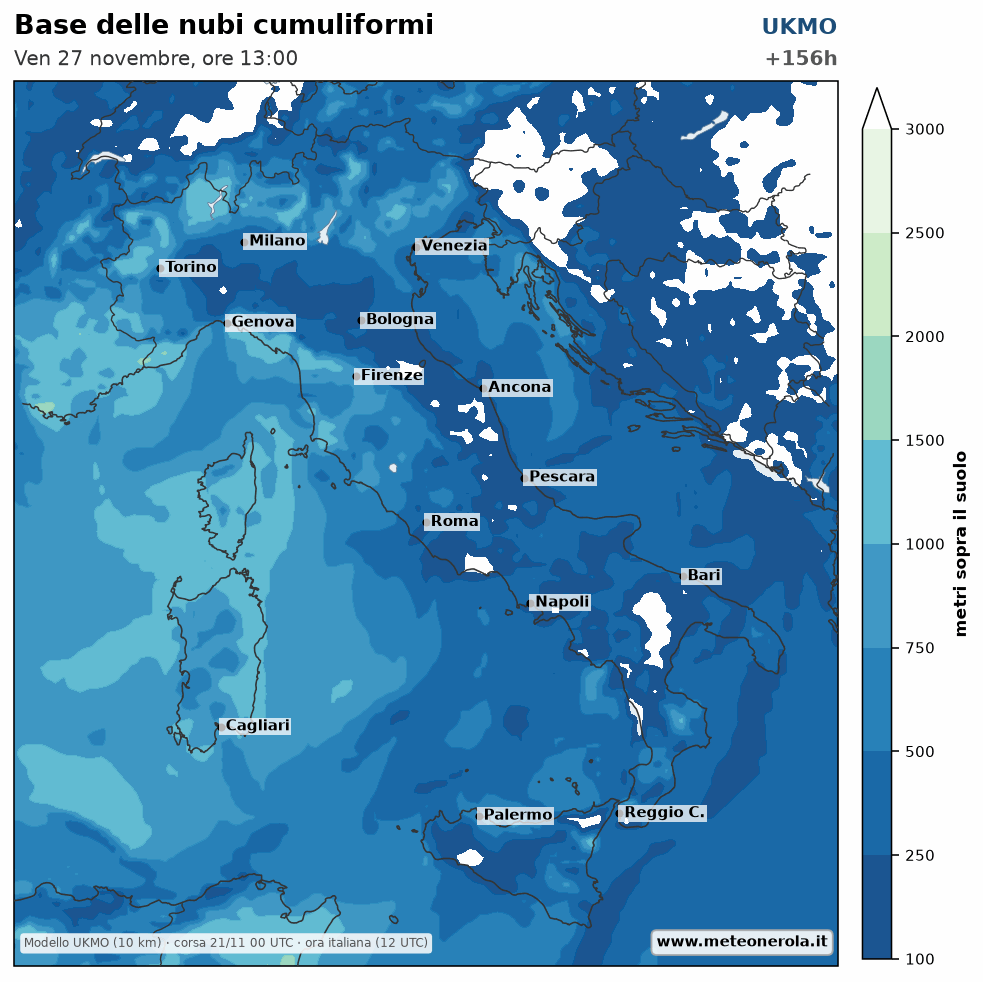 Base delle nubi cumuliformi
UKMO
Ven 27 novembre, ore 13:00
+156h
3000
2500
2000
1500
1000
750
500
250
100
metri sopra il suolo
Milano
Venezia
Torino
Genova
Bologna
Firenze
Ancona
Pescara
Roma
Bari
Napoli
Cagliari
Palermo
Reggio C.
Modello UKMO (10 km) · corsa 21/11 00 UTC · ora italiana (12 UTC)
www.meteonerola.it